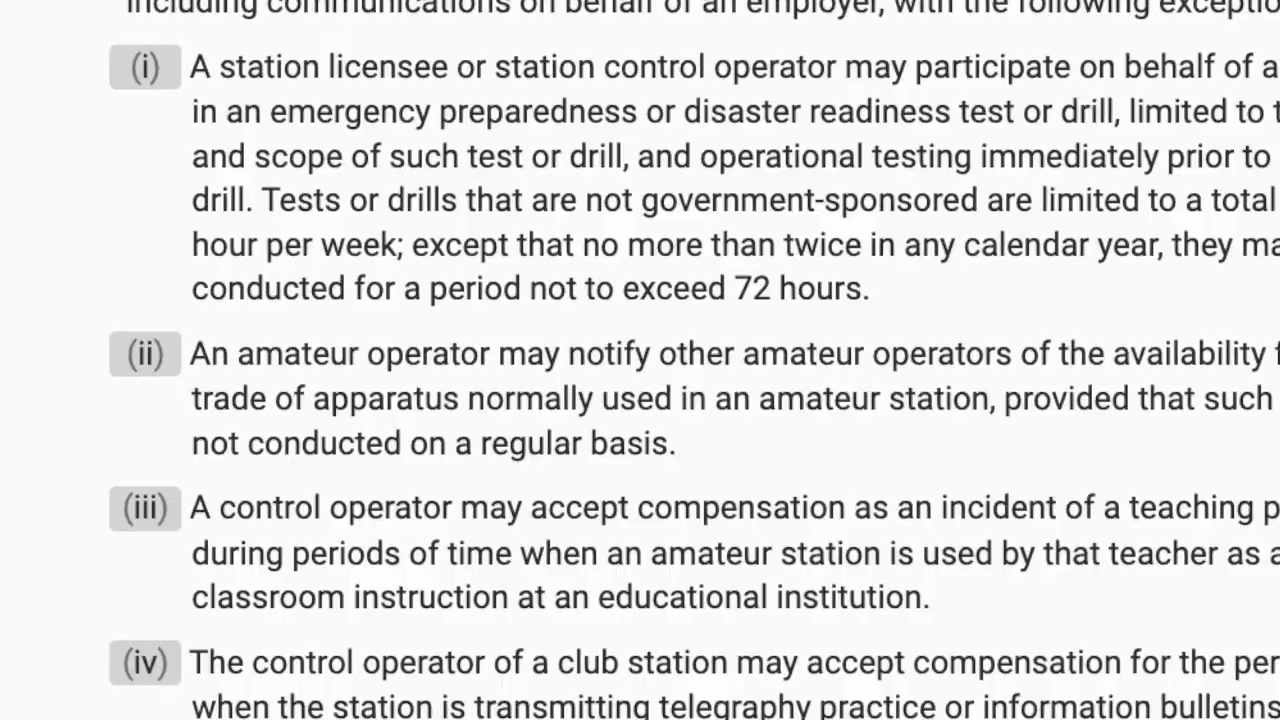 including communications on behalf of an employer, with the following
(i) A station licensee or station control operator may participate on behalf of a
in an emergency preparedness or disaster readiness test or drill, limited to
and scope of such test or drill, and operational testing immediately prior to
drill. Tests or drills that are not government-sponsored are limited to a total
hour per week; except that no more than twice in any calendar year, they
conducted for a period not to exceed 72 hours.
(ii) An amateur operator may notify other amateur operators of the availability
trade of apparatus normally used in an amateur station, provided that such
not conducted on a regular basis.
(iii) A control operator may accept compensation as an incident of a teaching
during periods of time when an amateur station is used by that teacher as
classroom instruction at an educational institution.
(iv) The control operator of a club station may accept compensation for the
when the station is transmitting telegraphy practice or information bulletins